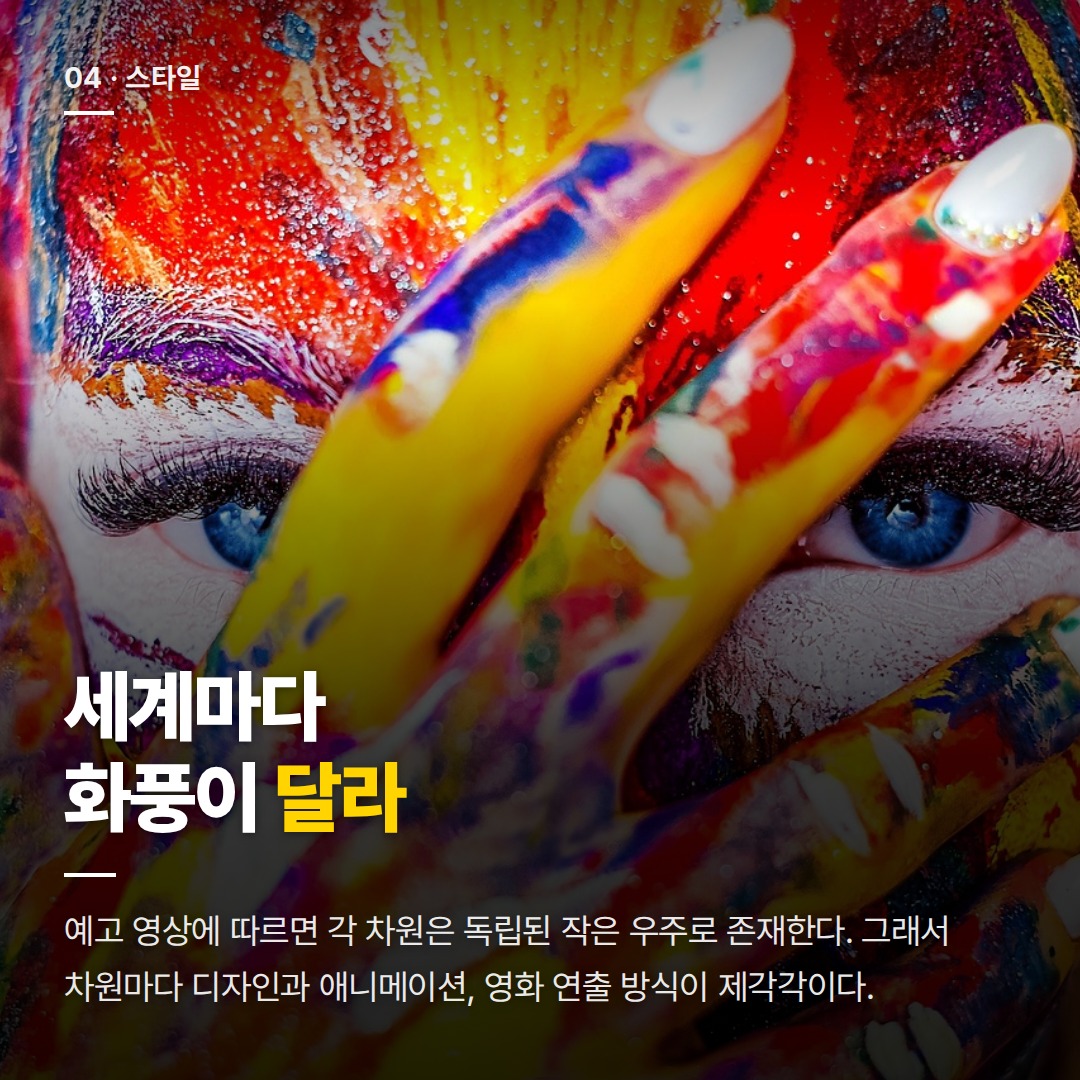 04 · 스타일
세계마다
화풍이 달라
예고 영상에 따르면 각 차원은 독립된 작은 우주로 존재한다. 그래서
차원마다 디자인과 애니메이션, 영화 연출 방식이 제각각이다.